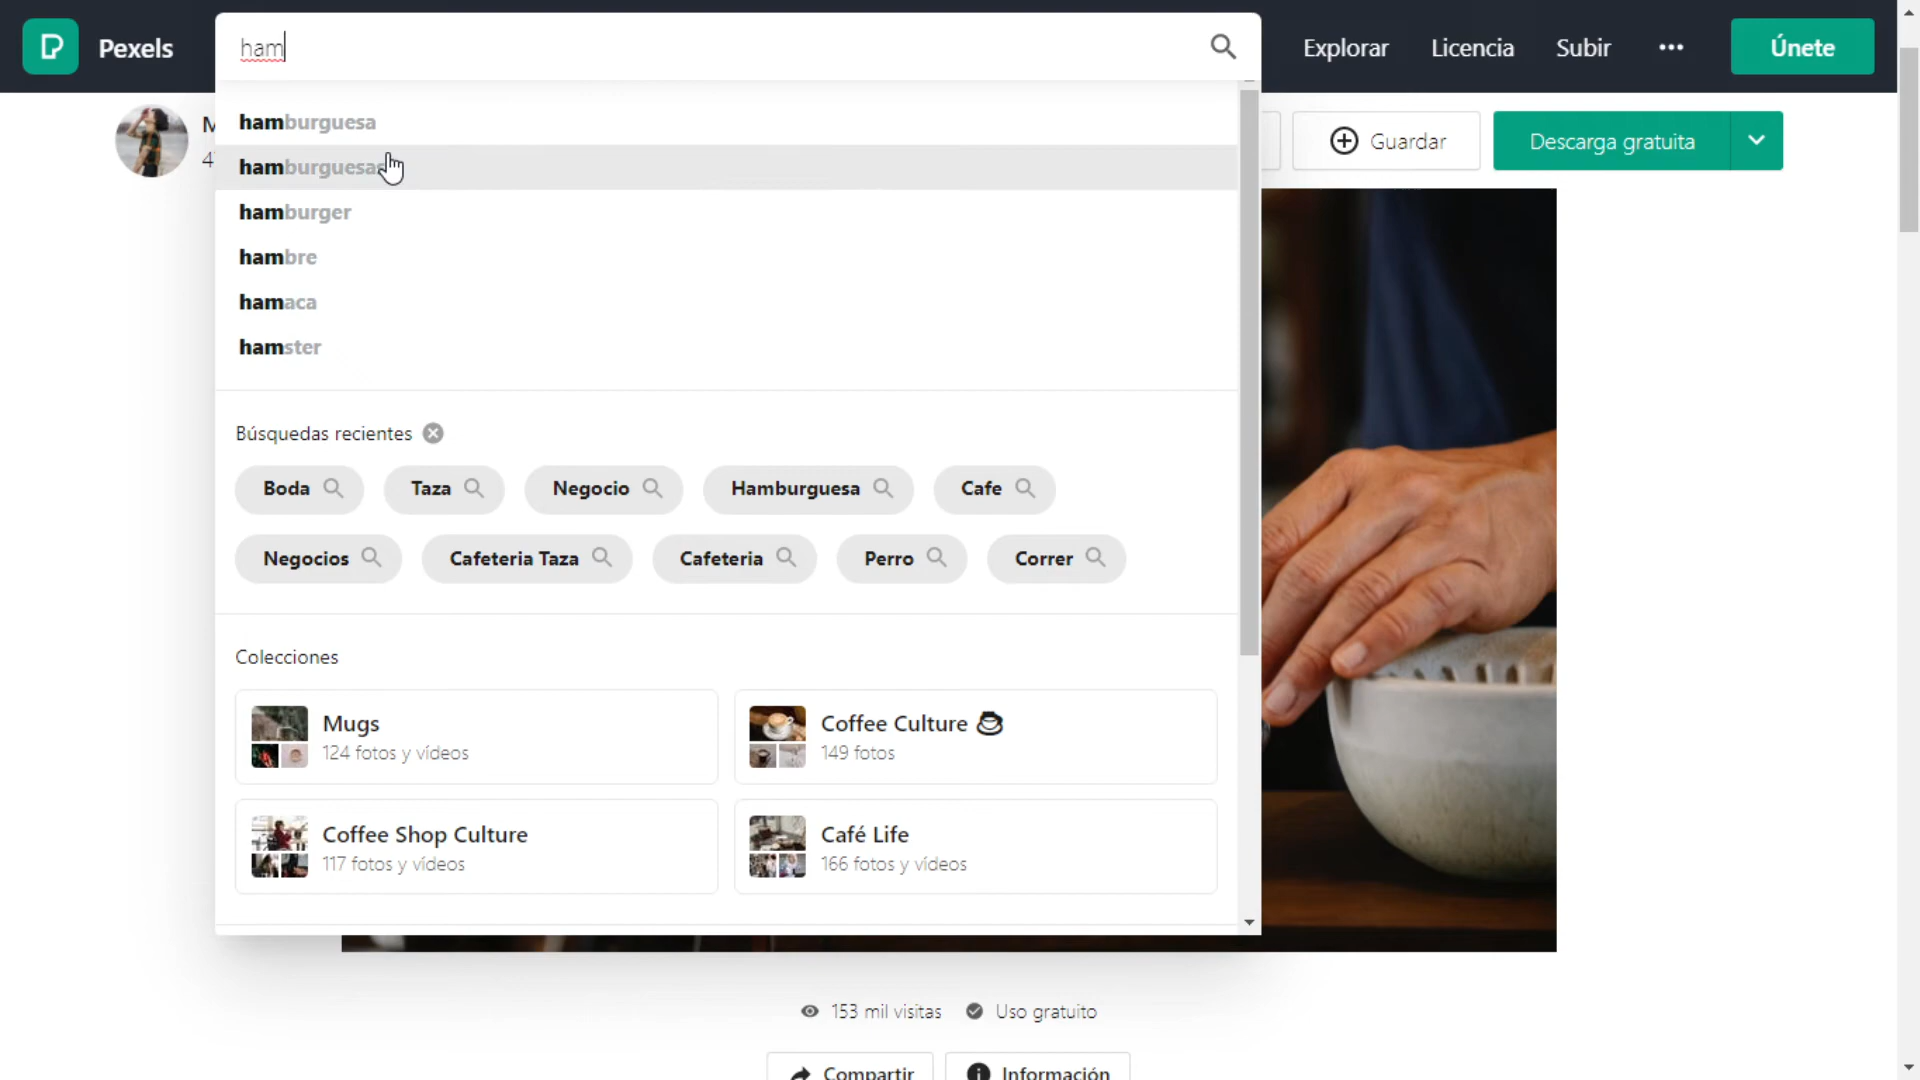 Pexels
ham
Explorar
Licencia
Subir
Únete
M
4
Guardar
Descarga gratuita
hamburguesa
hamburguesas
hamburger
hambre
hamaca
hamster
Búsquedas recientes
Boda
Taza
Negocio
Hamburguesa
Cafe
Negocios
Cafeteria Taza
Cafeteria
Perro
Correr
Colecciones
Mugs
124 fotos y vídeos
Coffee Culture
149 fotos
Coffee Shop Culture
117 fotos y vídeos
Café Life
166 fotos y vídeos
153 mil visitas
Uso gratuito
Compartir
Información